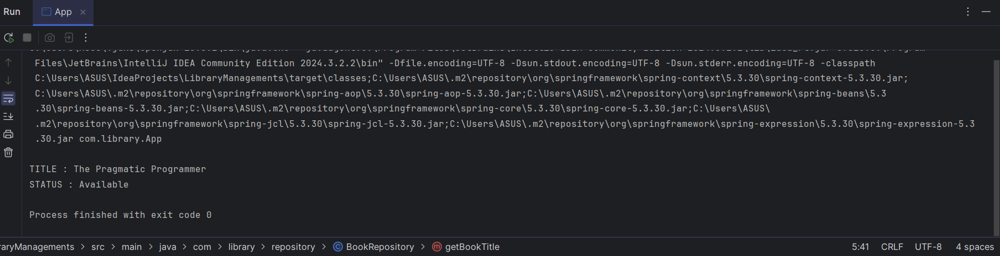 Run App
Files\JetBrains\IntelliJ IDEA Community Edition 2024.3.2.2\bin" -Dfile.encoding=UTF-8 -Dsun.stdout.encoding=UTF-8 -Dsun.stderr.encoding=UTF-8 -classpath
C:\Users\ASUS\IdeaProjects\LibraryManagements\target\classes;C:\Users\ASUS\.m2\repository\org\springframework\spring-context\5.3.30\spring-context-5.3.30.jar;
C:\Users\ASUS\.m2\repository\org\springframework\spring-aop\5.3.30\spring-aop-5.3.30.jar;C:\Users\ASUS\.m2\repository\org\springframework\spring-beans\5.3
.30\spring-beans-5.3.30.jar;C:\Users\ASUS\.m2\repository\org\springframework\spring-core\5.3.30\spring-core-5.3.30.jar;C:\Users\ASUS\
.m2\repository\org\springframework\spring-jcl\5.3.30\spring-jcl-5.3.30.jar;C:\Users\ASUS\.m2\repository\org\springframework\spring-expression\5.3.30\spring-expression-5.3
.30.jar com.library.App
TITLE : The Pragmatic Programmer
STATUS : Available
Process finished with exit code 0
raryManagements > src > main > java > com > library > repository > BookRepository > getBookTitle 5:41 CRLF UTF-8 4 spaces